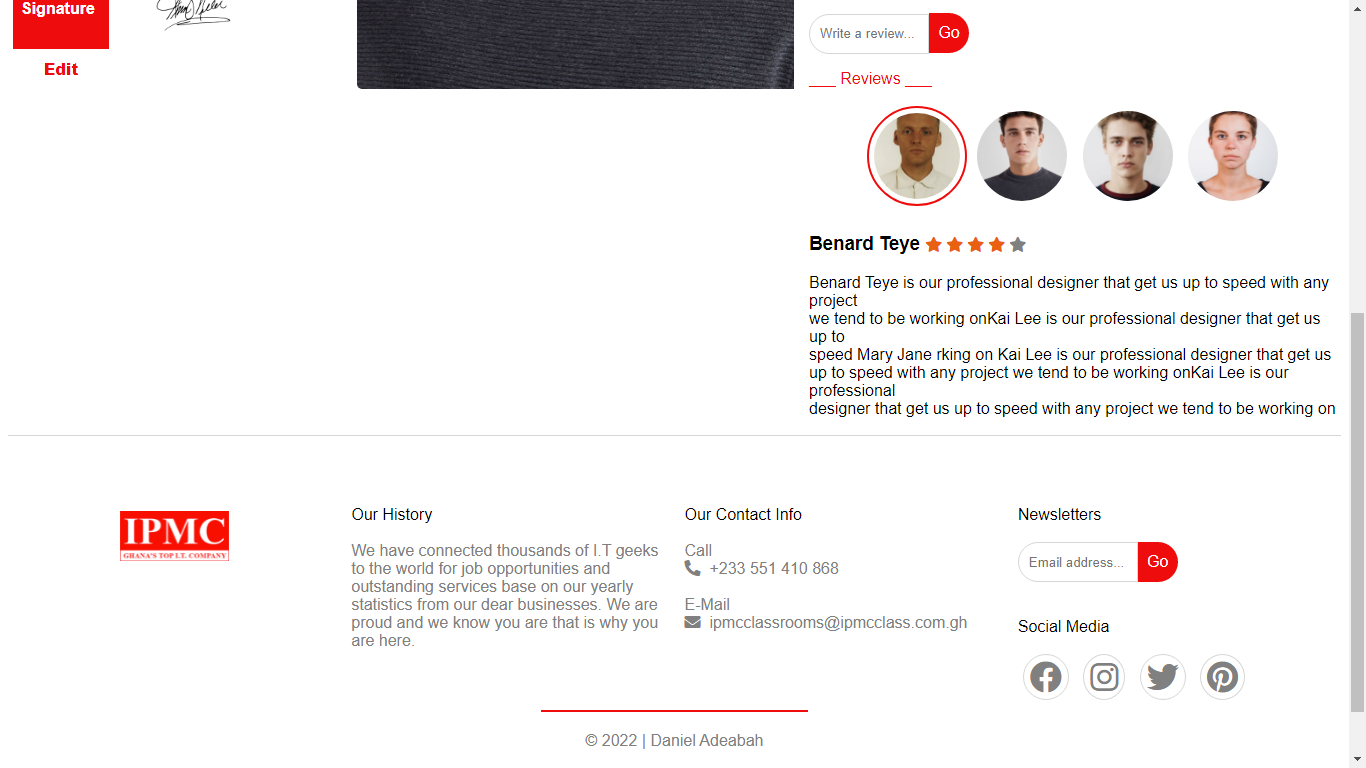 Signature
Edit
Write a review...
Go
___ Reviews ___
Benard Teye
Benard Teye is our professional designer that get us up to speed with any
project
we tend to be working onKai Lee is our professional designer that get us
up to
speed Mary Jane rking on Kai Lee is our professional designer that get us
up to speed with any project we tend to be working onKai Lee is our
professional
designer that get us up to speed with any project we tend to be working on
IPMC
GHANA'S TOP I.T. COMPANY
Our History
We have connected thousands of I.T geeks
to the world for job opportunities and
outstanding services base on our yearly
statistics from our dear businesses. We are
proud and we know you are that is why you
are here.
Our Contact Info
Call
+233 551 410 868
E-Mail
ipmcclassrooms@ipmcclass.com.gh
Newsletters
Email address...
Go
Social Media
© 2022 | Daniel Adeabah